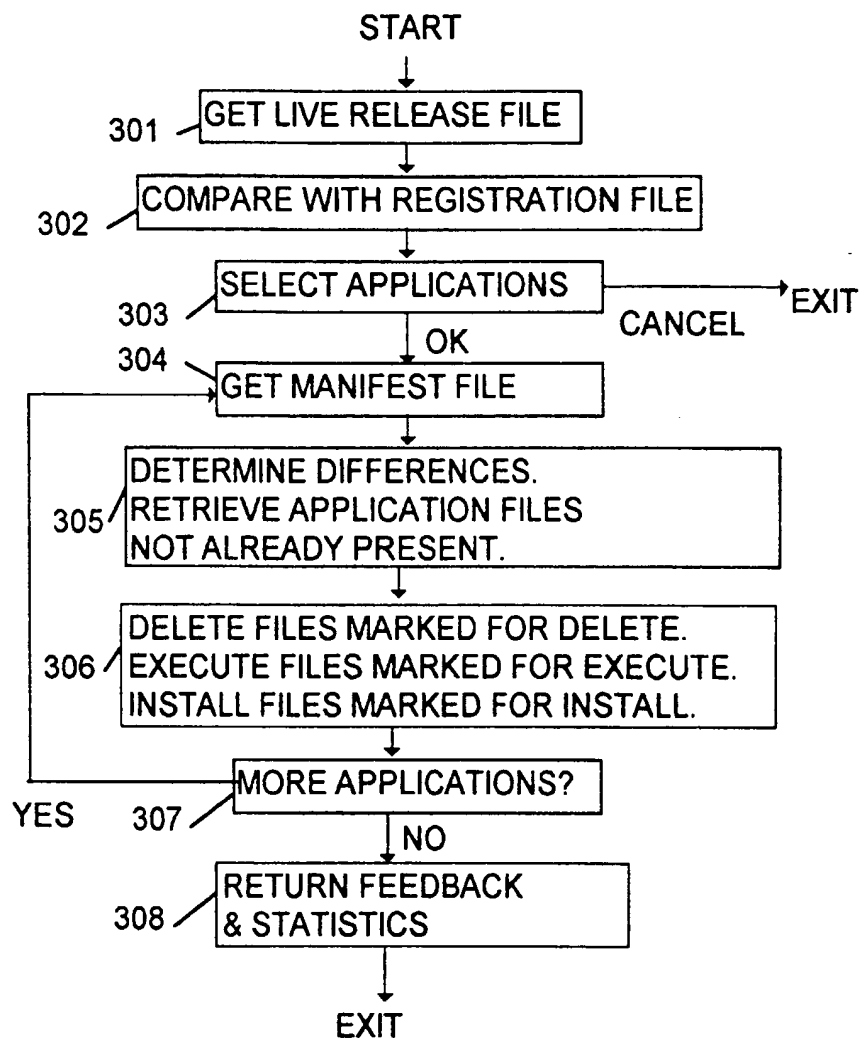 START
301
GET LIVE RELEASE FILE
302
COMPARE WITH REGISTRATION FILE
303
SELECT APPLICATIONS
EXIT
CANCEL
OK
304
GET MANIFEST FILE
305
DETERMINE DIFFERENCES.
RETRIEVE APPLICATION FILES
NOT ALREADY PRESENT.
306
DELETE FILES MARKED FOR DELETE.
EXECUTE FILES MARKED FOR EXECUTE.
INSTALL FILES MARKED FOR INSTALL.
YES
307
MORE APPLICATIONS?
NO
308
RETURN FEEDBACK
& STATISTICS
EXIT